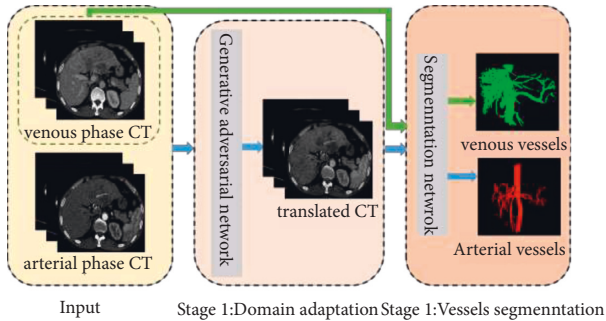 venous phase CT
arterial phase CT
Input
Generative adversarial network
translated CT
Stage 1:Domain adaptation
Segmenntation netwrok
venous vessels
Arterial vessels
Stage 1:Vessels segmenntation